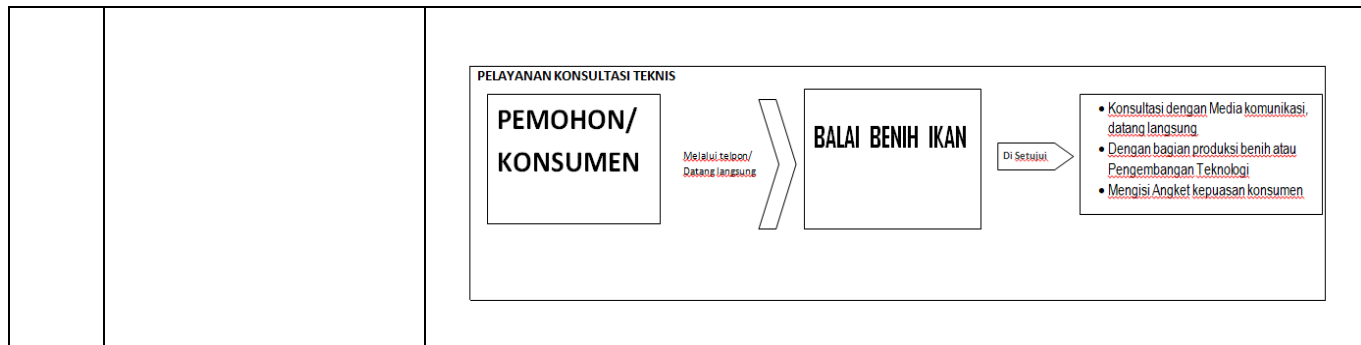 PELAYANAN KONSULTASI TEKNIS
PEMOHON/
KONSUMEN
Melalui telpon/
Datang langsung
BALAI BENIH IKAN
Di Setujui
• Konsultasi dengan Media komunikasi,
datang langsung
• Dengan bagian produksi benih atau
Pengembangan Teknologi
• Mengisi Angket kepuasan konsumen